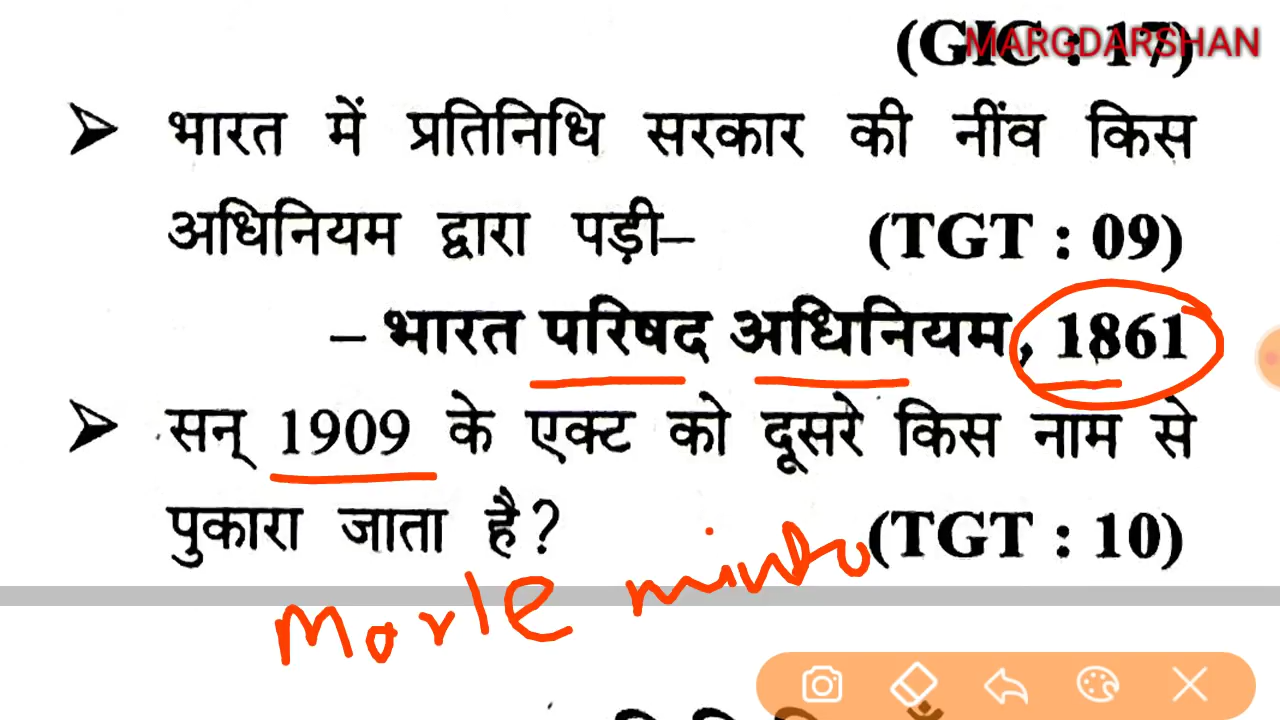 (GIC : 17)
MARGDARSHAN
➢ भारत में प्रतिनिधि सरकार की नींव किस
अधिनियम द्वारा पड़ी– (TGT : 09)
– भारत परिषद अधिनियम, 1861
➢ सन् 1909 के एक्ट को दूसरे किस नाम से
पुकारा जाता है? (TGT : 10)
Morle minto